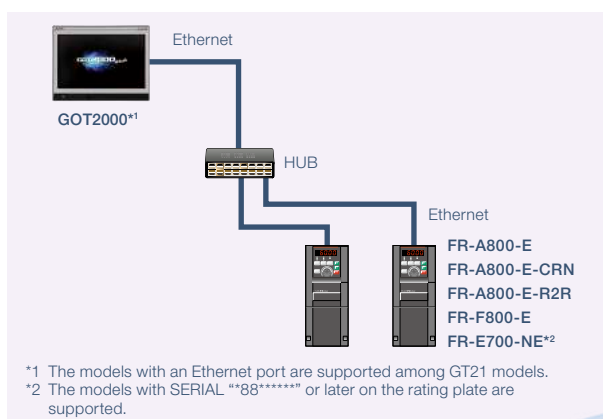 Ethernet
GOT2000*1
HUB
Ethernet
FR-A800-E
FR-A800-E-CRN
FR-A800-E-R2R
FR-F800-E
FR-E700-NE*2
*1 The models with an Ethernet port are supported among GT21 models.
*2 The models with SERIAL “*88******” or later on the rating plate are
supported.